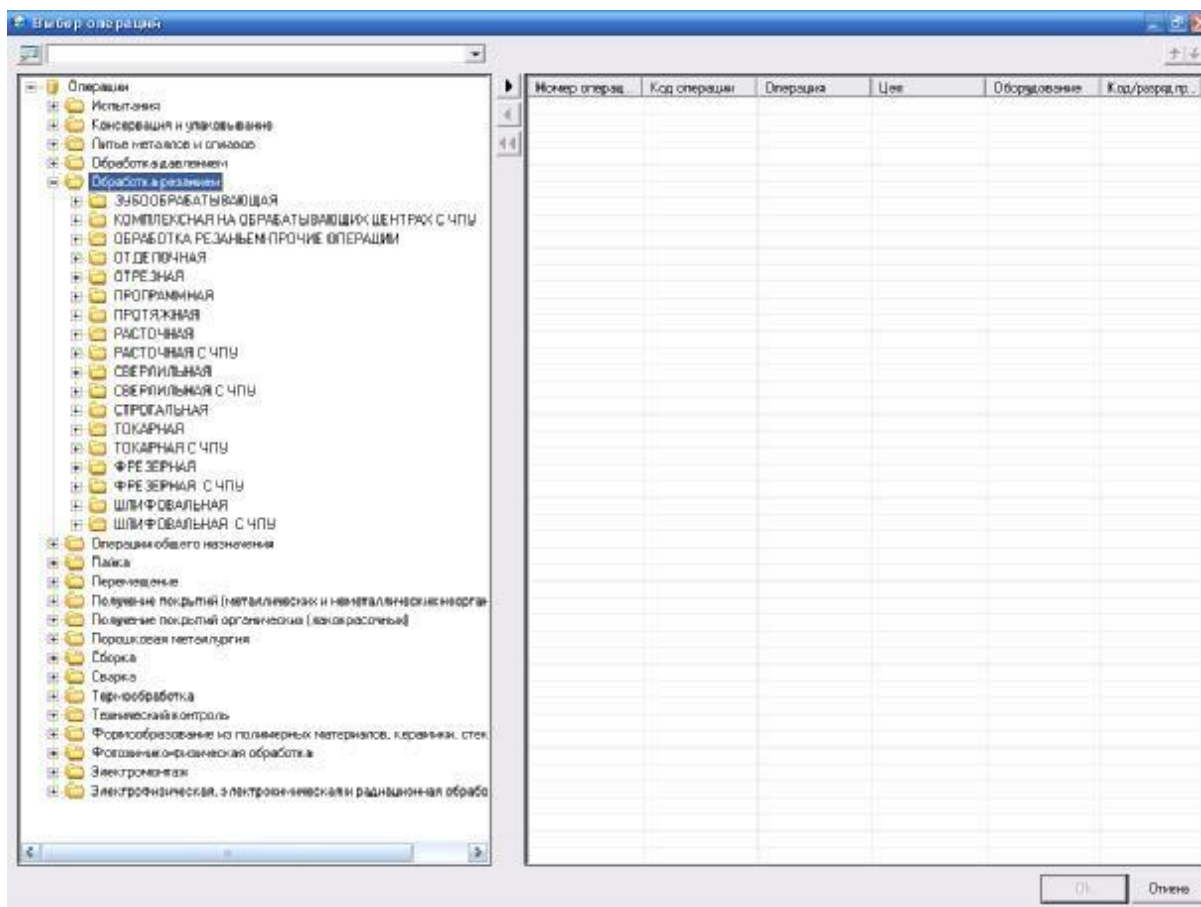 Выбор операций
Операции
Испытания
Консервация и упаковывание
Литье металлов и сплавов
Обработка давлением
Обработка резанием
ЗУБООБРАБАТЫВАЮЩАЯ
КОМПЛЕКСНАЯ НА ОБРАБАТЫВАЮЩИХ ЦЕНТРАХ С ЧПУ
ОБРАБОТКА РЕЗАНЬЕМ-ПРОЧИЕ ОПЕРАЦИИ
ОТДЕЛОЧНАЯ
ОТРЕЗНАЯ
ПРОГРАММНАЯ
ПРОТЯЖНАЯ
РАСТОЧНАЯ
РАСТОЧНАЯ С ЧПУ
СВЕРЛИЛЬНАЯ
СВЕРЛИЛЬНАЯ С ЧПУ
СТРОГАЛЬНАЯ
ТОКАРНАЯ
ТОКАРНАЯ С ЧПУ
ФРЕЗЕРНАЯ
ФРЕЗЕРНАЯ С ЧПУ
ШЛИФОВАЛЬНАЯ
ШЛИФОВАЛЬНАЯ С ЧПУ
Операции общего назначения
Пайка
Перемещение
Получение покрытий (металлических и неметаллических неорган
Получение покрытий органических (лакокрасочных)
Порошковая металлургия
Сборка
Сварка
Термообработка
Технический контроль
Формообразование из полимерных материалов, керамики, стек
Фотохимико-физическая обработка
Электромонтаж
Электрофизическая, электрохимическая и радиационная обрабо
Номер операц... Код операции Операция Цех Оборудование Код/разряд пр...
Ok Отмена